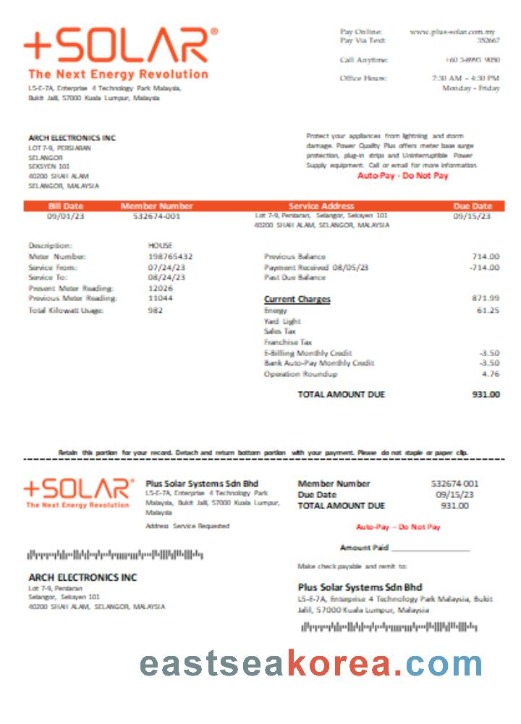 +SOLAR®
The Next Energy Revolution
L5-E-7A, Enterprise 4 Technology Park Malaysia,
Bukit Jalil, 57000 Kuala Lumpur, Malaysia
Pay Online: www.plus-solar.com.my
Pay Via Text: 352667
Call Anytime: +60 3-8993 9050
Office Hours: 7:30 AM – 4:30 PM
Monday - Friday
ARCH ELECTRONICS INC
LOT 7-9, PERSIARAN
SELANGOR
SEKSYEN 101
40200 SHAH ALAM
SELANGOR, MALAYSIA
Protect your appliances from lightning and storm
damage. Power Quality Plus offers meter base surge
protection, plug-in strips and Uninterruptible Power
Supply equipment. Call or email for more information.
Auto-Pay - Do Not Pay
Bill Date Member Number Service Address Due Date
09/01/23 532674-001 Lot 7-9, Persiaran, Selangor, Seksyen 101 09/15/23
40200 SHAH ALAM, SELANGOR, MALAYSIA
Description: HOUSE
Meter Number: 198765432
Service From: 07/24/23
Service To: 08/24/23
Present Meter Reading: 12026
Previous Meter Reading: 11044
Total Kilowatt Usage: 982
Previous Balance 714.00
Payment Received 08/05/23 -714.00
Past Due Balance
Current Charges 871.99
Energy 61.25
Yard Light
Sales Tax
Franchise Tax
E-Billing Monthly Credit -3.50
Bank Auto-Pay Monthly Credit -3.50
Operation Roundup 4.76
TOTAL AMOUNT DUE 931.00
Retain this portion for your record. Detach and return bottom portion with your payment. Please do not staple or paper clip.
+SOLAR®
The Next Energy Revolution
Plus Solar Systems Sdn Bhd
L5-E-7A, Enterprise 4 Technology Park
Malaysia, Bukit Jalil, 57000 Kuala Lumpur,
Malaysia
Address Service Requested
Member Number 532674 001
Due Date 09/15/23
TOTAL AMOUNT DUE 931.00
Auto-Pay – Do Not Pay
Amount Paid
ARCH ELECTRONICS INC
Lot 7-9, Persiaran
Selangor, Seksyen 101
40200 SHAH ALAM, SELANGOR, MALAYSIA
Make check payable and remit to:
Plus Solar Systems Sdn Bhd
L5-E-7A, Enterprise 4 Technology Park Malaysia, Bukit
Jalil, 57000 Kuala Lumpur, Malaysia
eastseakorea.com